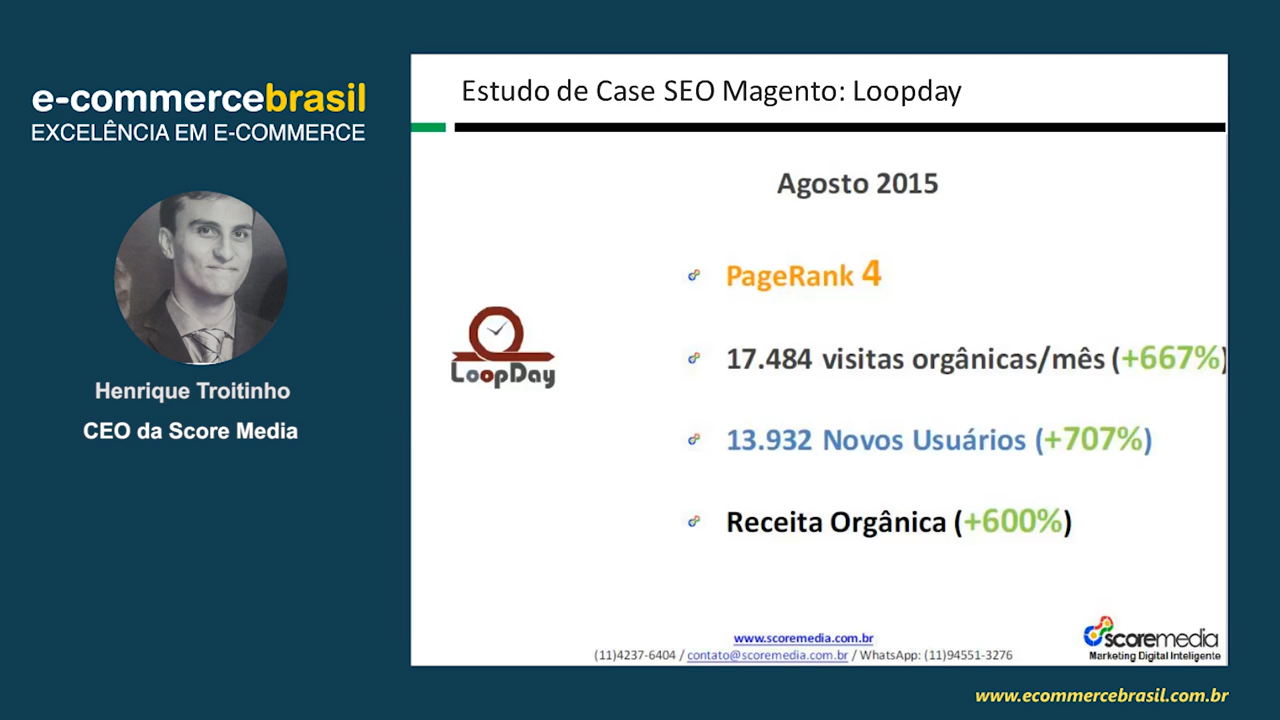 e-commercebrasil
EXCELÊNCIA EM E-COMMERCE
Henrique Troitinho
CEO da Score Media
Estudo de Case SEO Magento: Loopday
Agosto 2015
PageRank 4
17.484 visitas orgânicas/mês (+667%)
13.932 Novos Usuários (+707%)
Receita Orgânica (+600%)
LoopDay
www.scoremedia.com.br
(11)4237-6404 / contato@scoremedia.com.br / WhatsApp: (11)94551-3276
scoremedia
Marketing Digital Inteligente
www.ecommercebrasil.com.br